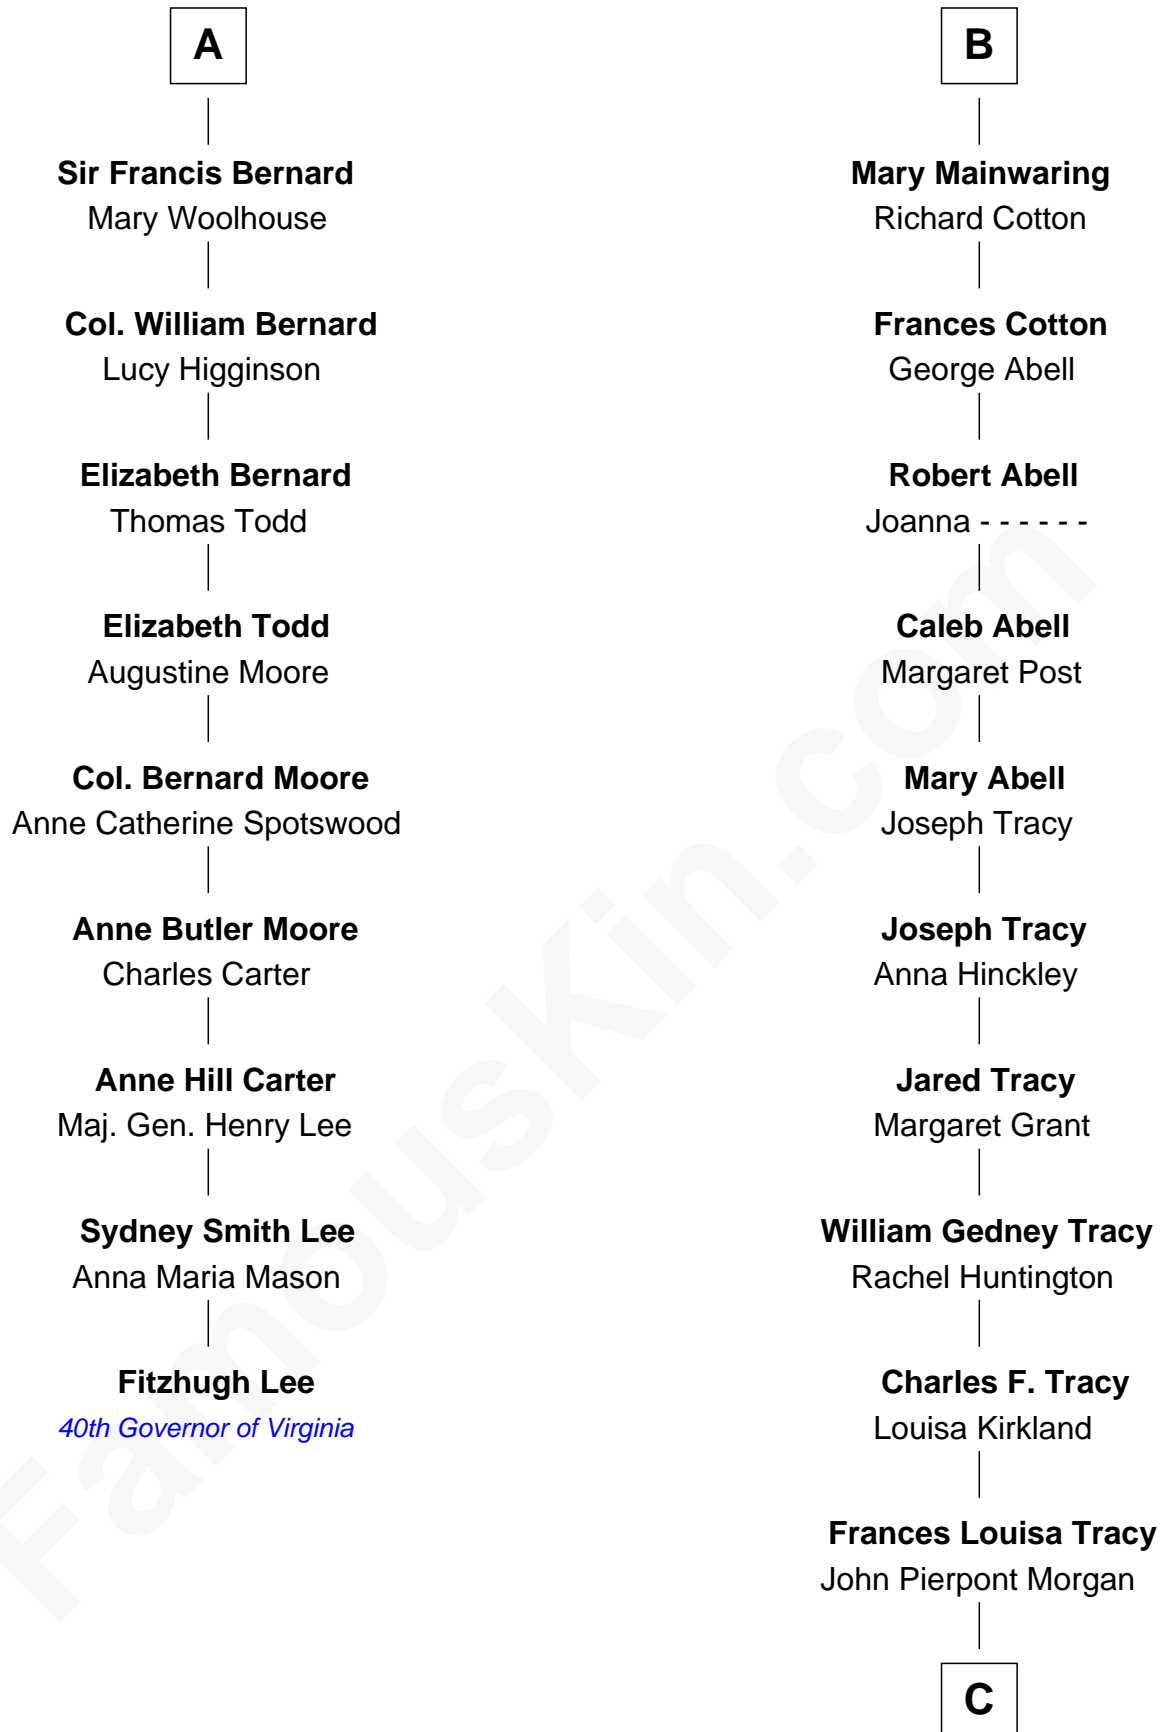 A
Sir Francis Bernard
Mary Woolhouse
Col. William Bernard
Lucy Higginson
Elizabeth Bernard
Thomas Todd
Elizabeth Todd
Augustine Moore
Col. Bernard Moore
Anne Catherine Spotswood
Anne Butler Moore
Charles Carter
Anne Hill Carter
Maj. Gen. Henry Lee
Sydney Smith Lee
Anna Maria Mason
Fitzhugh Lee
40th Governor of Virginia
B
Mary Mainwaring
Richard Cotton
Frances Cotton
George Abell
Robert Abell
Joanna - - - - - -
Caleb Abell
Margaret Post
Mary Abell
Joseph Tracy
Joseph Tracy
Anna Hinckley
Jared Tracy
Margaret Grant
William Gedney Tracy
Rachel Huntington
Charles F. Tracy
Louisa Kirkland
Frances Louisa Tracy
John Pierpont Morgan
C
FamousKin.com